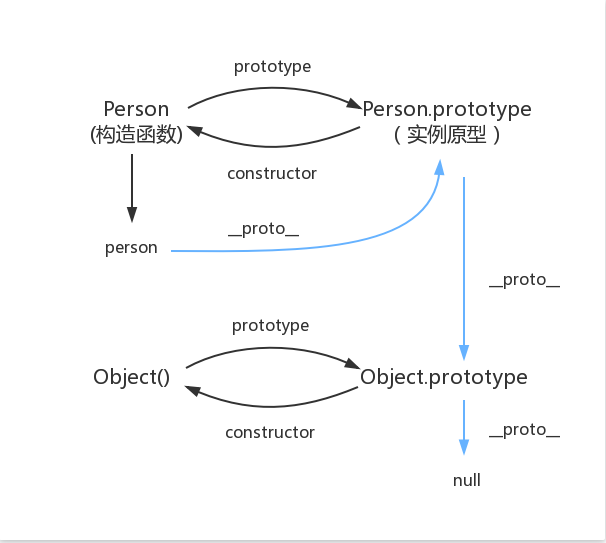 prototype
Person
(构造函数)
Person.prototype
( 实例原型 )
constructor
__proto__
person
__proto__
prototype
Object()
Object.prototype
constructor
__proto__
null